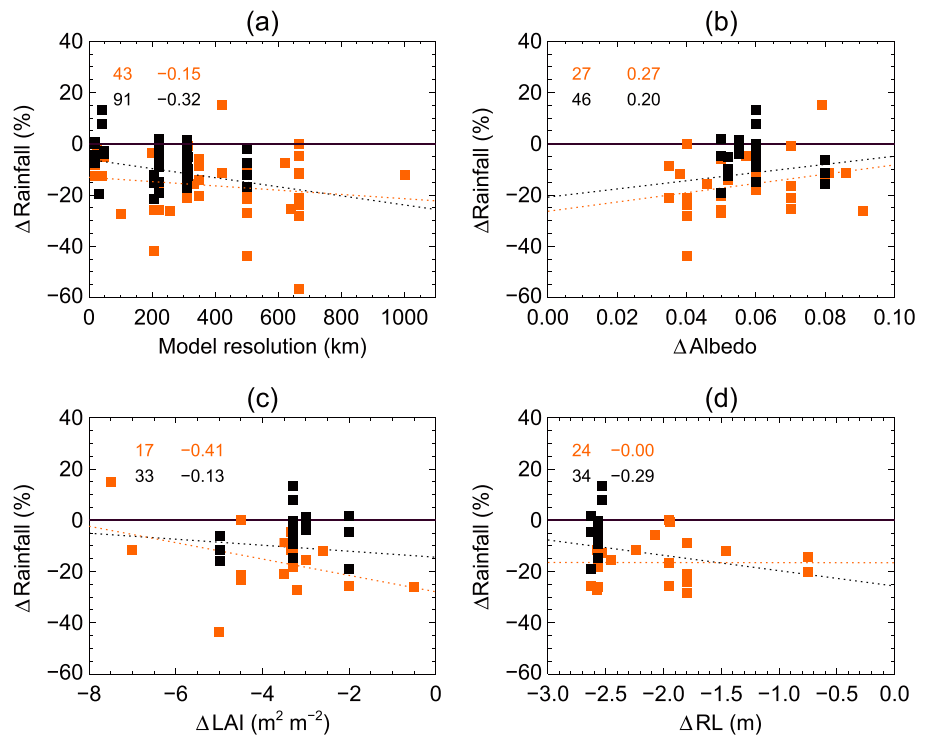 (a)
40
20
0
−20
−40
−60
ΔRainfall (%)
43 −0.15
91 −0.32
0 200 400 600 800 1000
Model resolution (km)
(b)
40
20
0
−20
−40
−60
ΔRainfall (%)
27 0.27
46 0.20
0.00 0.02 0.04 0.06 0.08 0.10
ΔAlbedo
(c)
40
20
0
−20
−40
−60
ΔRainfall (%)
17 −0.41
33 −0.13
−8 −6 −4 −2 0
ΔLAI (m² m⁻²)
(d)
40
20
0
−20
−40
−60
ΔRainfall (%)
24 −0.00
34 −0.29
−3.0 −2.5 −2.0 −1.5 −1.0 −0.5 0.0
ΔRL (m)